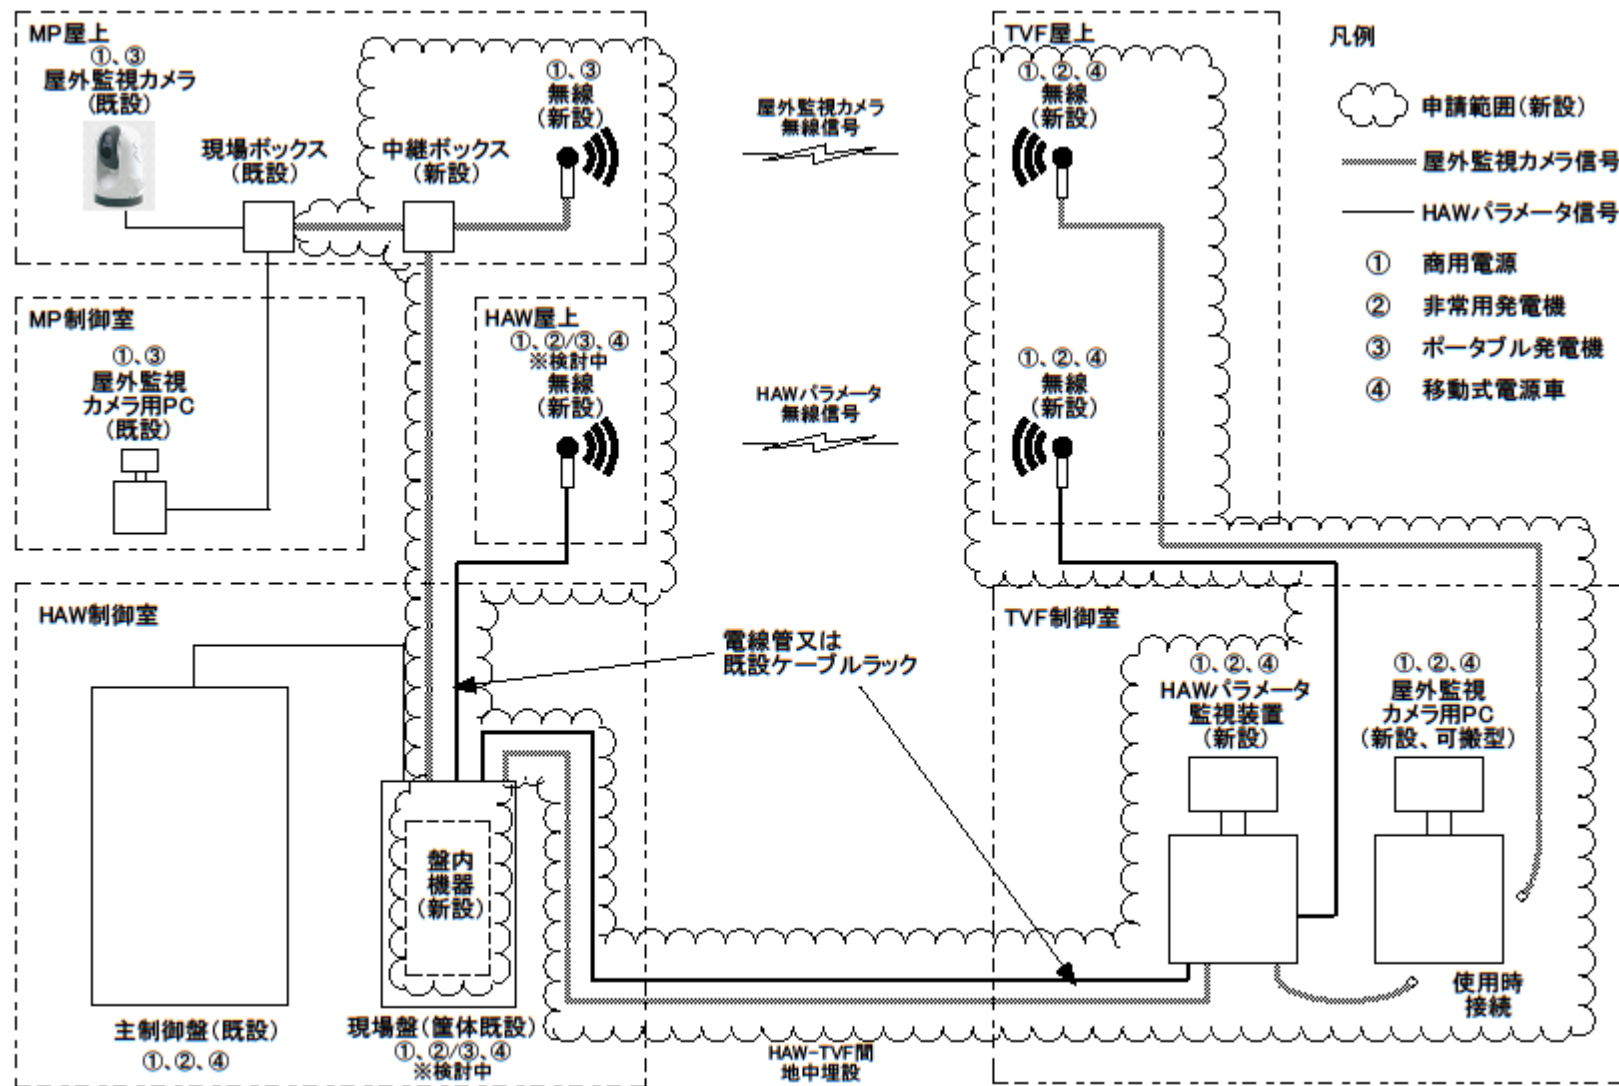 MP屋上
①、③
屋外監視カメラ
(既設)
現場ボックス
(既設)
中継ボックス
(新設)
①、③
無線
(新設)
屋外監視カメラ
無線信号
TVF屋上
①、②、④
無線
(新設)
凡例
申請範囲(新設)
屋外監視カメラ信号
HAWパラメータ信号
① 商用電源
② 非常用発電機
③ ポータブル発電機
④ 移動式電源車
MP制御室
①、③
屋外監視
カメラ用PC
(既設)
HAW屋上
①、②/③、④
※検討中
無線
(新設)
HAWパラメータ
無線信号
①、②、④
無線
(新設)
HAW制御室
電線管又は
既設ケーブルラック
TVF制御室
①、②、④
HAWパラメータ
監視装置
(新設)
①、②、④
屋外監視
カメラ用PC
(新設、可搬型)
盤内
機器
(新設)
使用時
接続
主制御盤(既設)
①、②、④
現場盤(筐体既設)
①、②/③、④
※検討中
HAW-TVF間
地中埋設